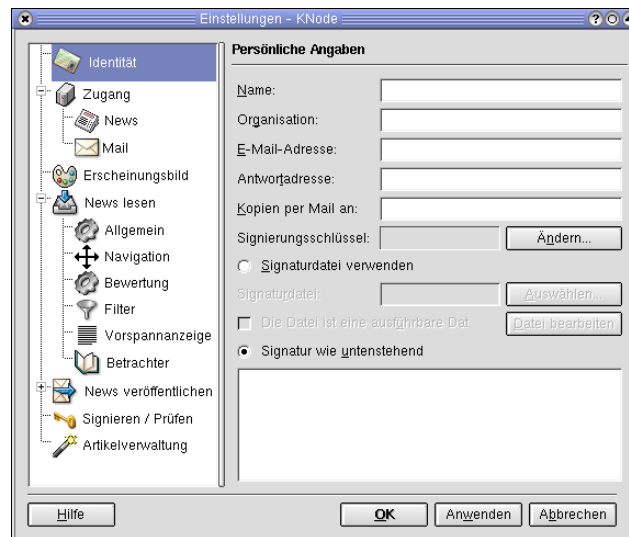 Einstellungen - KNode
Identität
Zugang
News
Mail
Erscheinungsbild
News lesen
Allgemein
Navigation
Bewertung
Filter
Vorspannanzeige
Betrachter
News veröffentlichen
Signieren / Prüfen
Artikelverwaltung
Persönliche Angaben
Name:
Organisation:
E-Mail-Adresse:
Antwortadresse:
Kopien per Mail an:
Signierungsschlüssel:
Ändern...
Signaturdatei verwenden
Signaturdatei:
Auswählen...
Die Datei ist eine ausführbare Dat
Datei bearbeiten
Signatur wie untenstehend
Hilfe
OK
Anwenden
Abbrechen